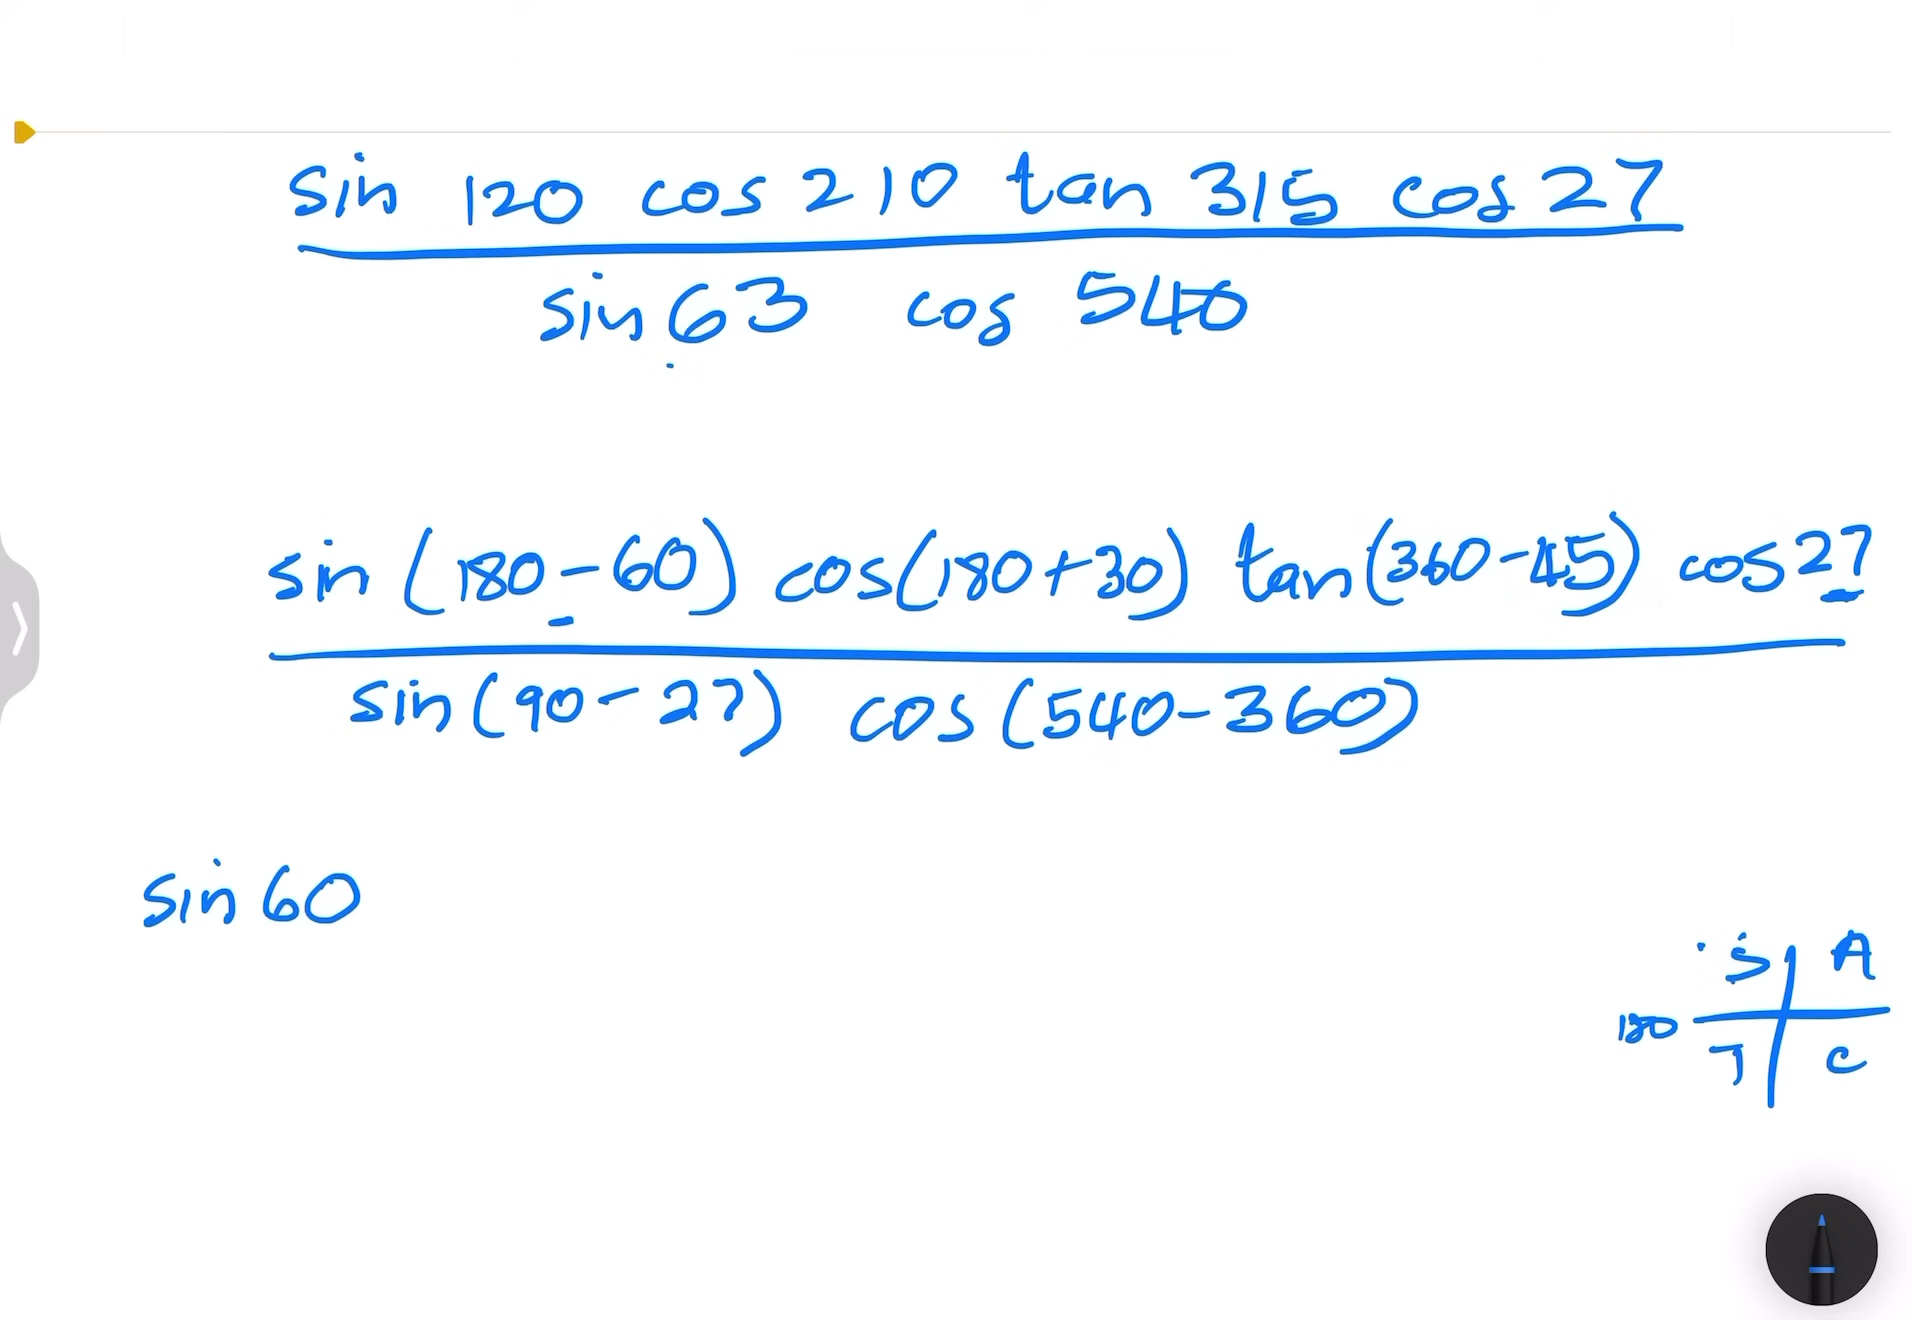 sin 120 cos 210 tan 315 cos 27
sin 63 cos 540
sin (180-60) cos(180+30) tan(360-45) cos 27
sin (90-27) cos (540-360)
sin 60
S A
180
T C